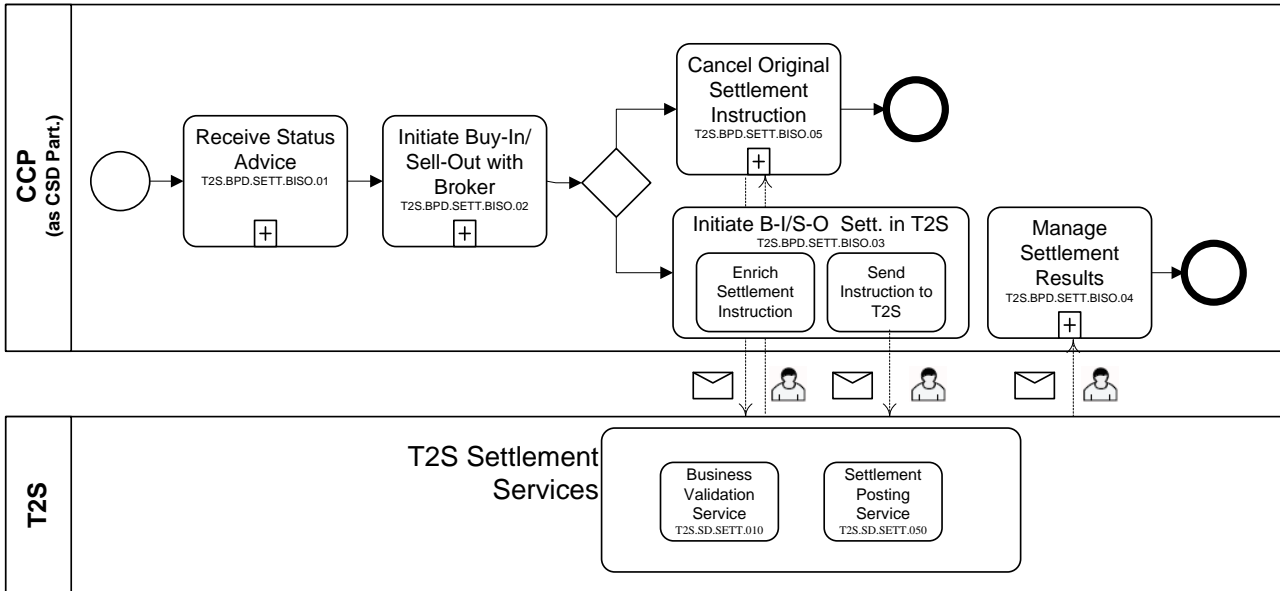 CCP
(as CSD Part.)
Receive Status
Advice
T2S.BPD.SETT.BISO.01
Initiate Buy-In/
Sell-Out with
Broker
T2S.BPD.SETT.BISO.02
Cancel Original
Settlement
Instruction
T2S.BPD.SETT.BISO.05
Initiate B-I/S-O Sett. in T2S
T2S.BPD.SETT.BISO.03
Enrich
Settlement
Instruction
Send
Instruction to
T2S
Manage
Settlement
Results
T2S.BPD.SETT.BISO.04
T2S
T2S Settlement
Services
Business
Validation
Service
T2S.SD.SETT.010
Settlement
Posting
Service
T2S.SD.SETT.050